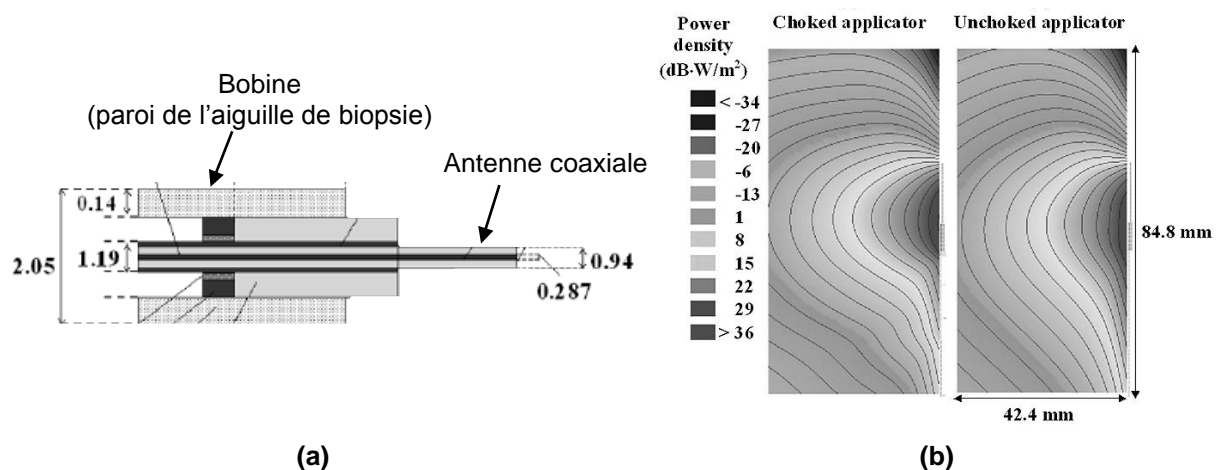 Bobine
(paroi de l’aiguille de biopsie)
Antenne coaxiale
0.14
2.05
1.19
0.94
0.287
(a)
Power
density
(dB·W/m²)
Choked applicator
Unchoked applicator
< -34
-27
-20
-6
-13
1
8
15
22
29
> 36
84.8 mm
42.4 mm
(b)